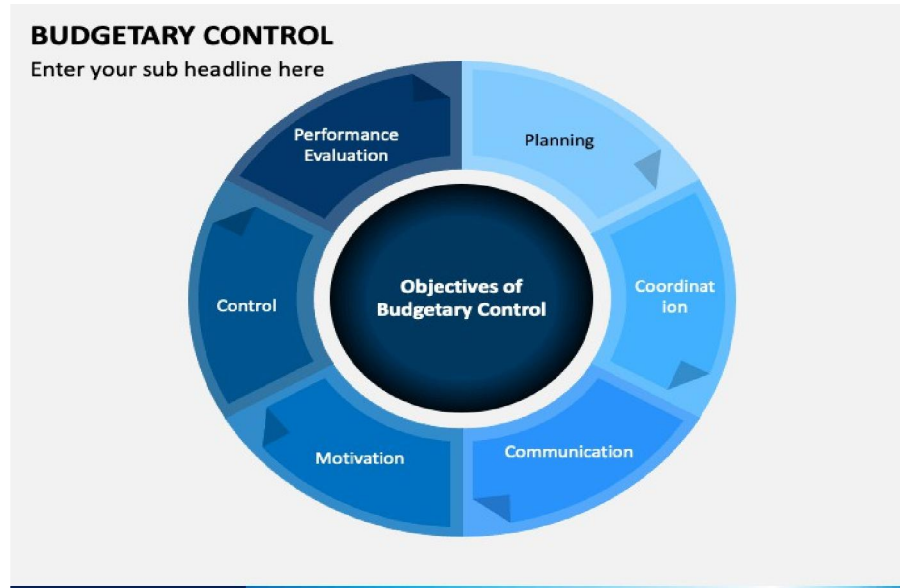 BUDGETARY CONTROL
Enter your sub headline here
Performance
Evaluation
Planning
Coordinat
ion
Communication
Motivation
Control
Objectives of
Budgetary Control